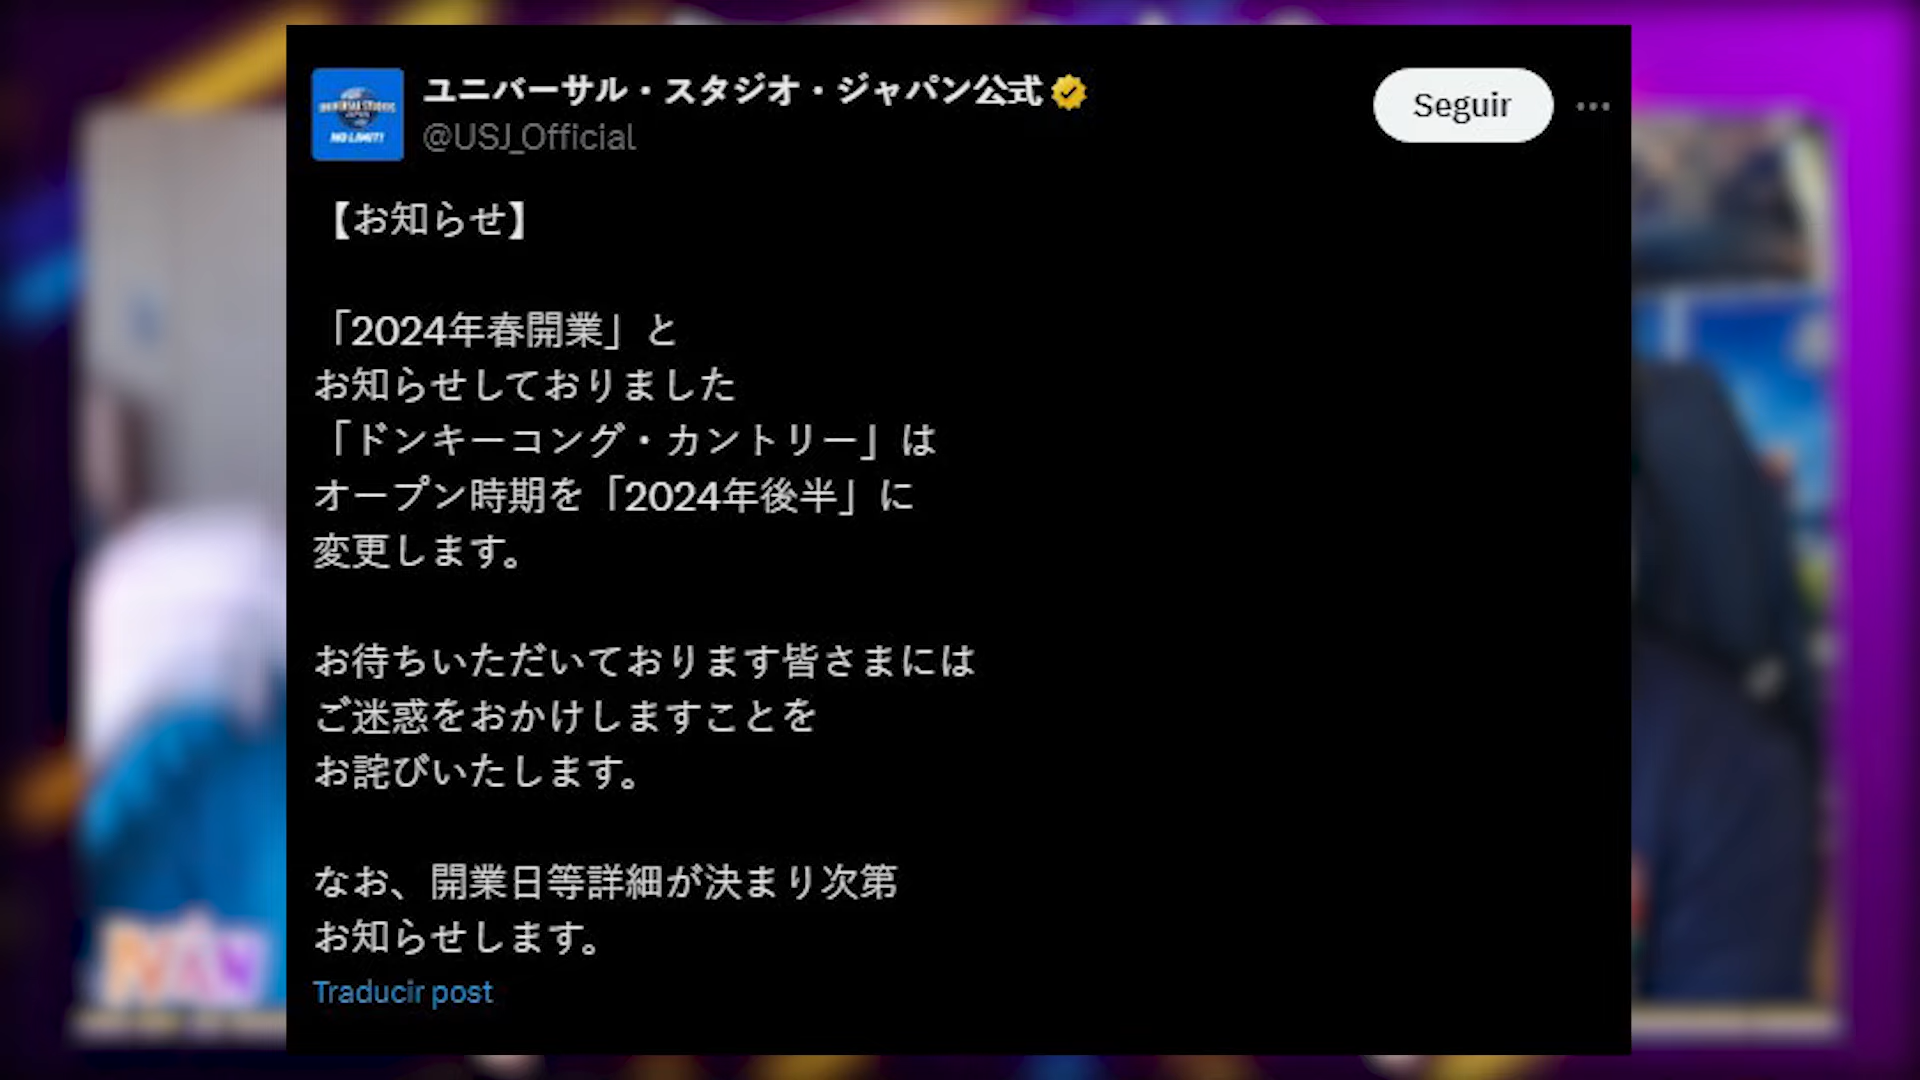 ユニバーサル・スタジオ・ジャパン公式
@USJ_Official
Seguir
UNIVERSAL STUDIOS
JAPAN
NO LIMIT!
【お知らせ】
「2024年春開業」と
お知らせしておりました
「ドンキーコング・カントリー」は
オープン時期を「2024年後半」に
変更します。
お待ちいただいております皆さまには
ご迷惑をおかけしますことを
お詫びいたします。
なお、開業日等詳細が決まり次第
お知らせします。
Traducir post